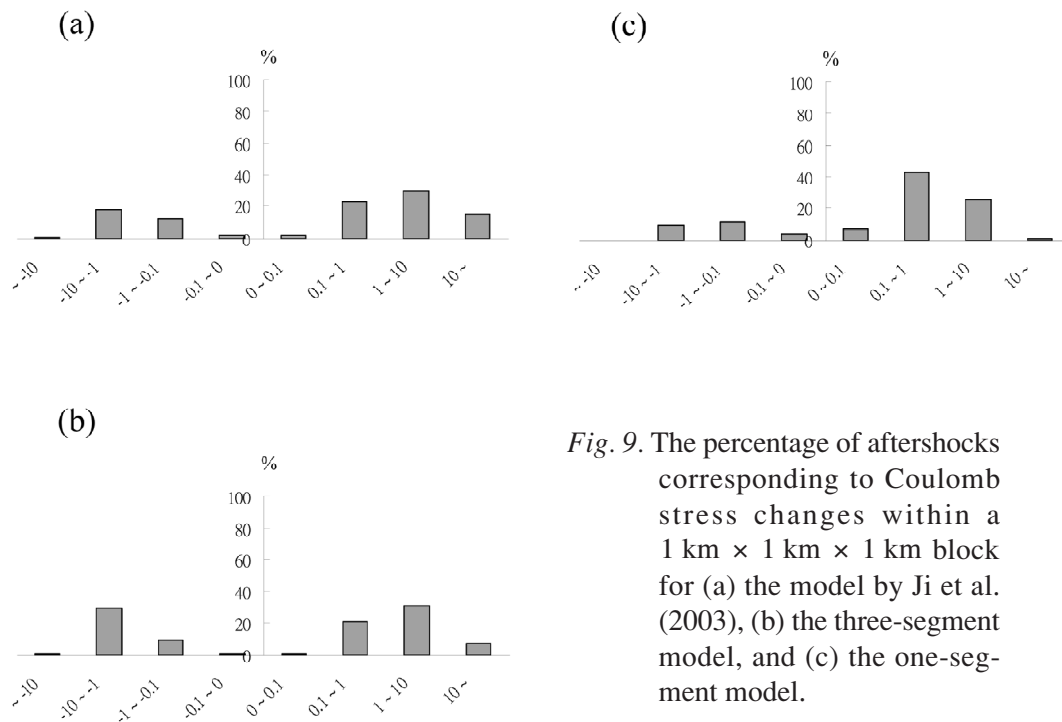 (a)
%
100
80
60
40
20
0
~ -10
-10 ~ -1
-1 ~ -0.1
-0.1 ~ 0
0 ~ 0.1
0.1 ~ 1
1 ~ 10
10 ~
(c)
%
100
80
60
40
20
0
~ -10
-10 ~ -1
-1 ~ -0.1
-0.1 ~ 0
0 ~ 0.1
0.1 ~ 1
1 ~ 10
10 ~
(b)
%
100
80
60
40
20
0
~ -10
-10 ~ -1
-1 ~ -0.1
-0.1 ~ 0
0 ~ 0.1
0.1 ~ 1
1 ~ 10
10 ~
Fig. 9. The percentage of aftershocks
corresponding to Coulomb
stress changes within a
1 km × 1 km × 1 km block
for (a) the model by Ji et al.
(2003), (b) the three-segment
model, and (c) the one-seg-
ment model.